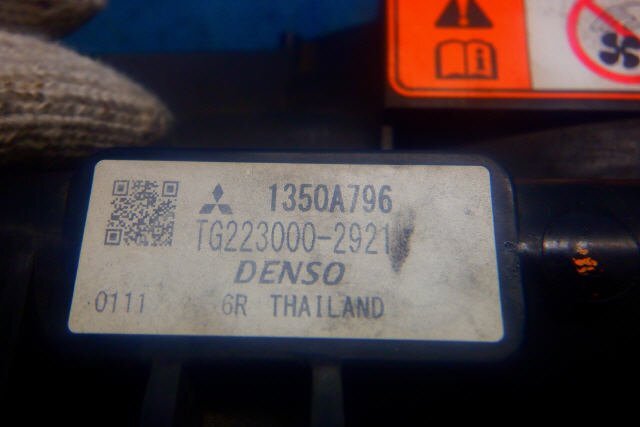 1350A796
TG223000-2921
DENSO
0111 6R THAILAND